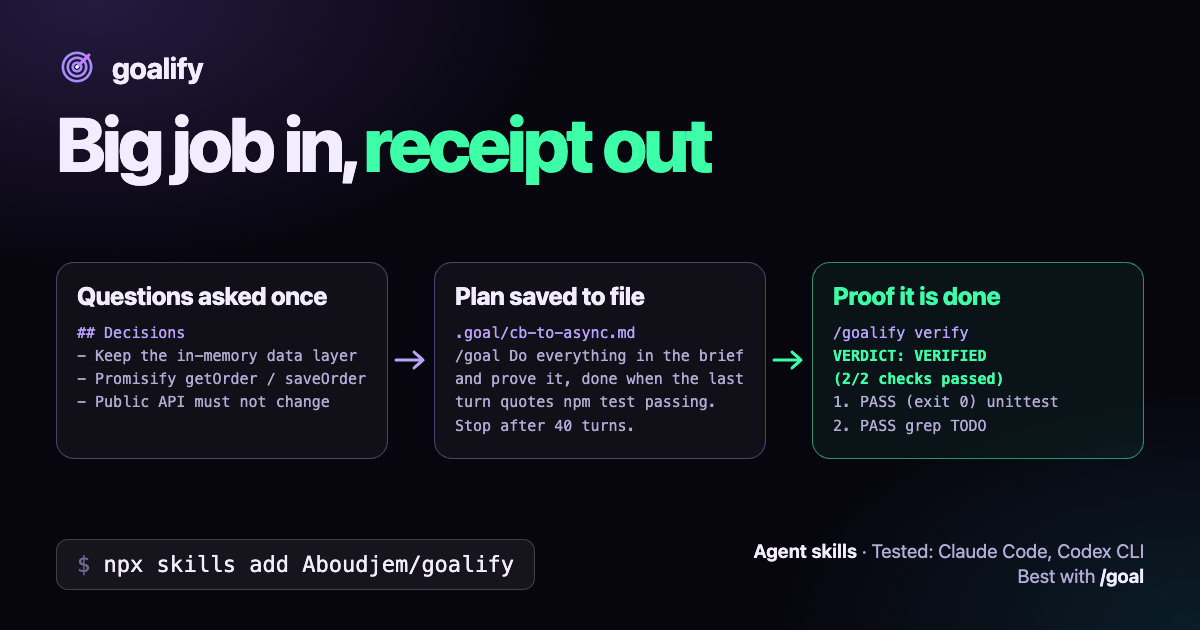 goalify
Big job in, receipt out
Questions asked once
## Decisions
– Keep the in-memory data layer
– Promisify getOrder / saveOrder
– Public API must not change
Plan saved to file
.goal/cb-to-async.md
/goal Do everything in the brief
and prove it, done when the last
turn quotes npm test passing.
Stop after 40 turns.
Proof it is done
/goalify verify
VERDICT: VERIFIED
(2/2 checks passed)
1. PASS (exit 0) unittest
2. PASS grep TODO
$ npx skills add Aboudjem/goalify
Agent skills · Tested: Claude Code, Codex CLI
Best with /goal